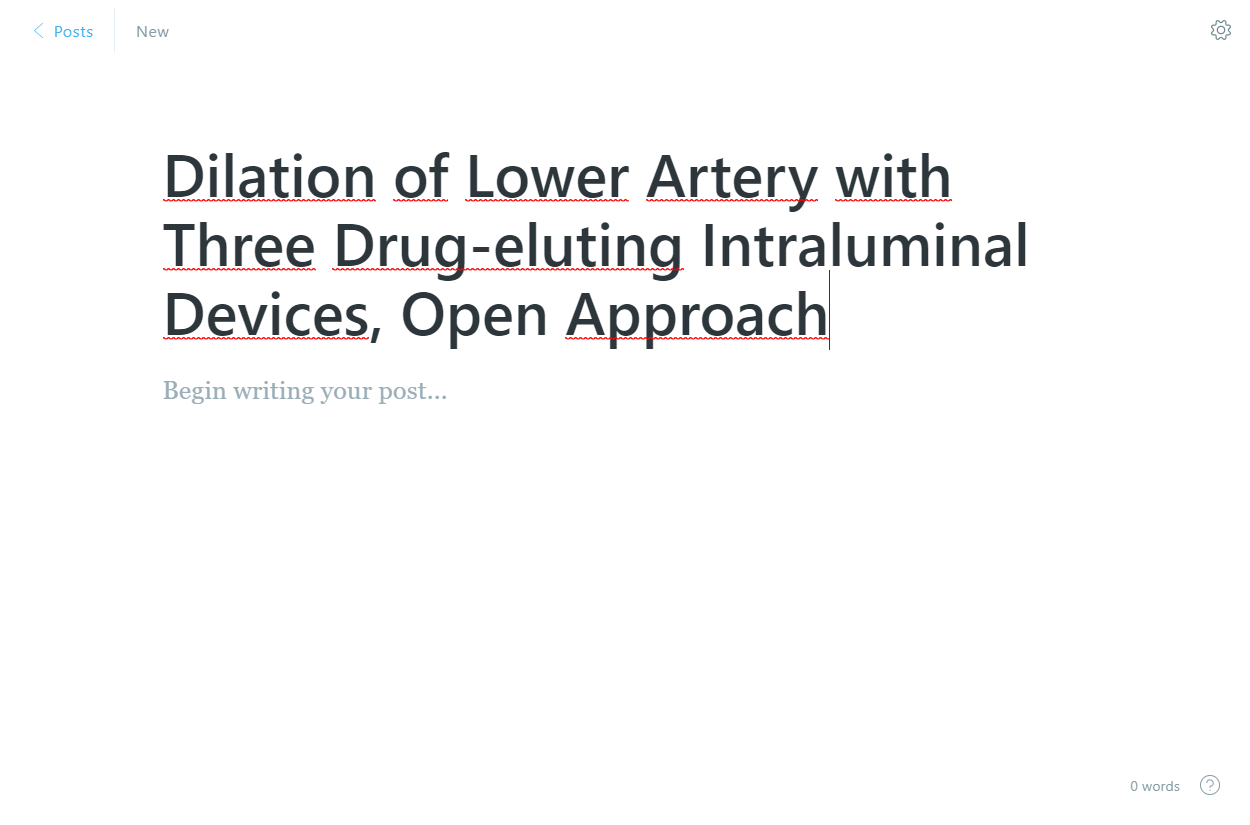 Posts
New
Dilation of Lower Artery with
Three Drug-eluting Intraluminal
Devices, Open Approach
Begin writing your post...
0 words
?